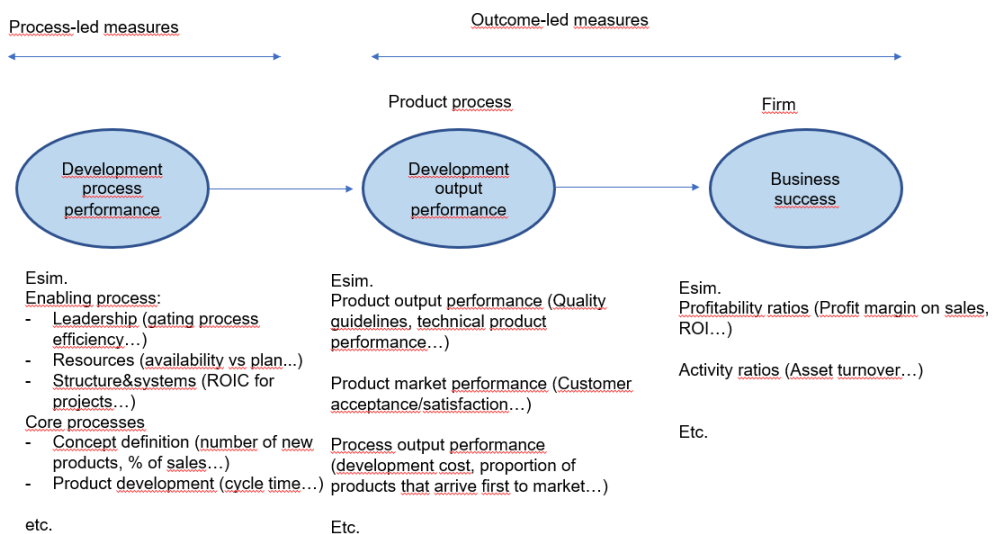 Process-led measures
Outcome-led measures
Product process
Firm
Development
process
performance
Development
output
performance
Business
success
Esim.
Enabling process:
- Leadership (gating process
efficiency…)
- Resources (availability vs plan...)
- Structure&systems (ROIC for
projects…)
Core processes
- Concept definition (number of new
products, % of sales…)
- Product development (cycle time…)
etc.
Esim.
Product output performance (Quality
guidelines, technical product
performance…)
Product market performance (Customer
acceptance/satisfaction…)
Process output performance
(development cost, proportion of
products that arrive first to market…)
Etc.
Esim.
Profitability ratios (Profit margin on sales,
ROI…)
Activity ratios (Asset turnover…)
Etc.